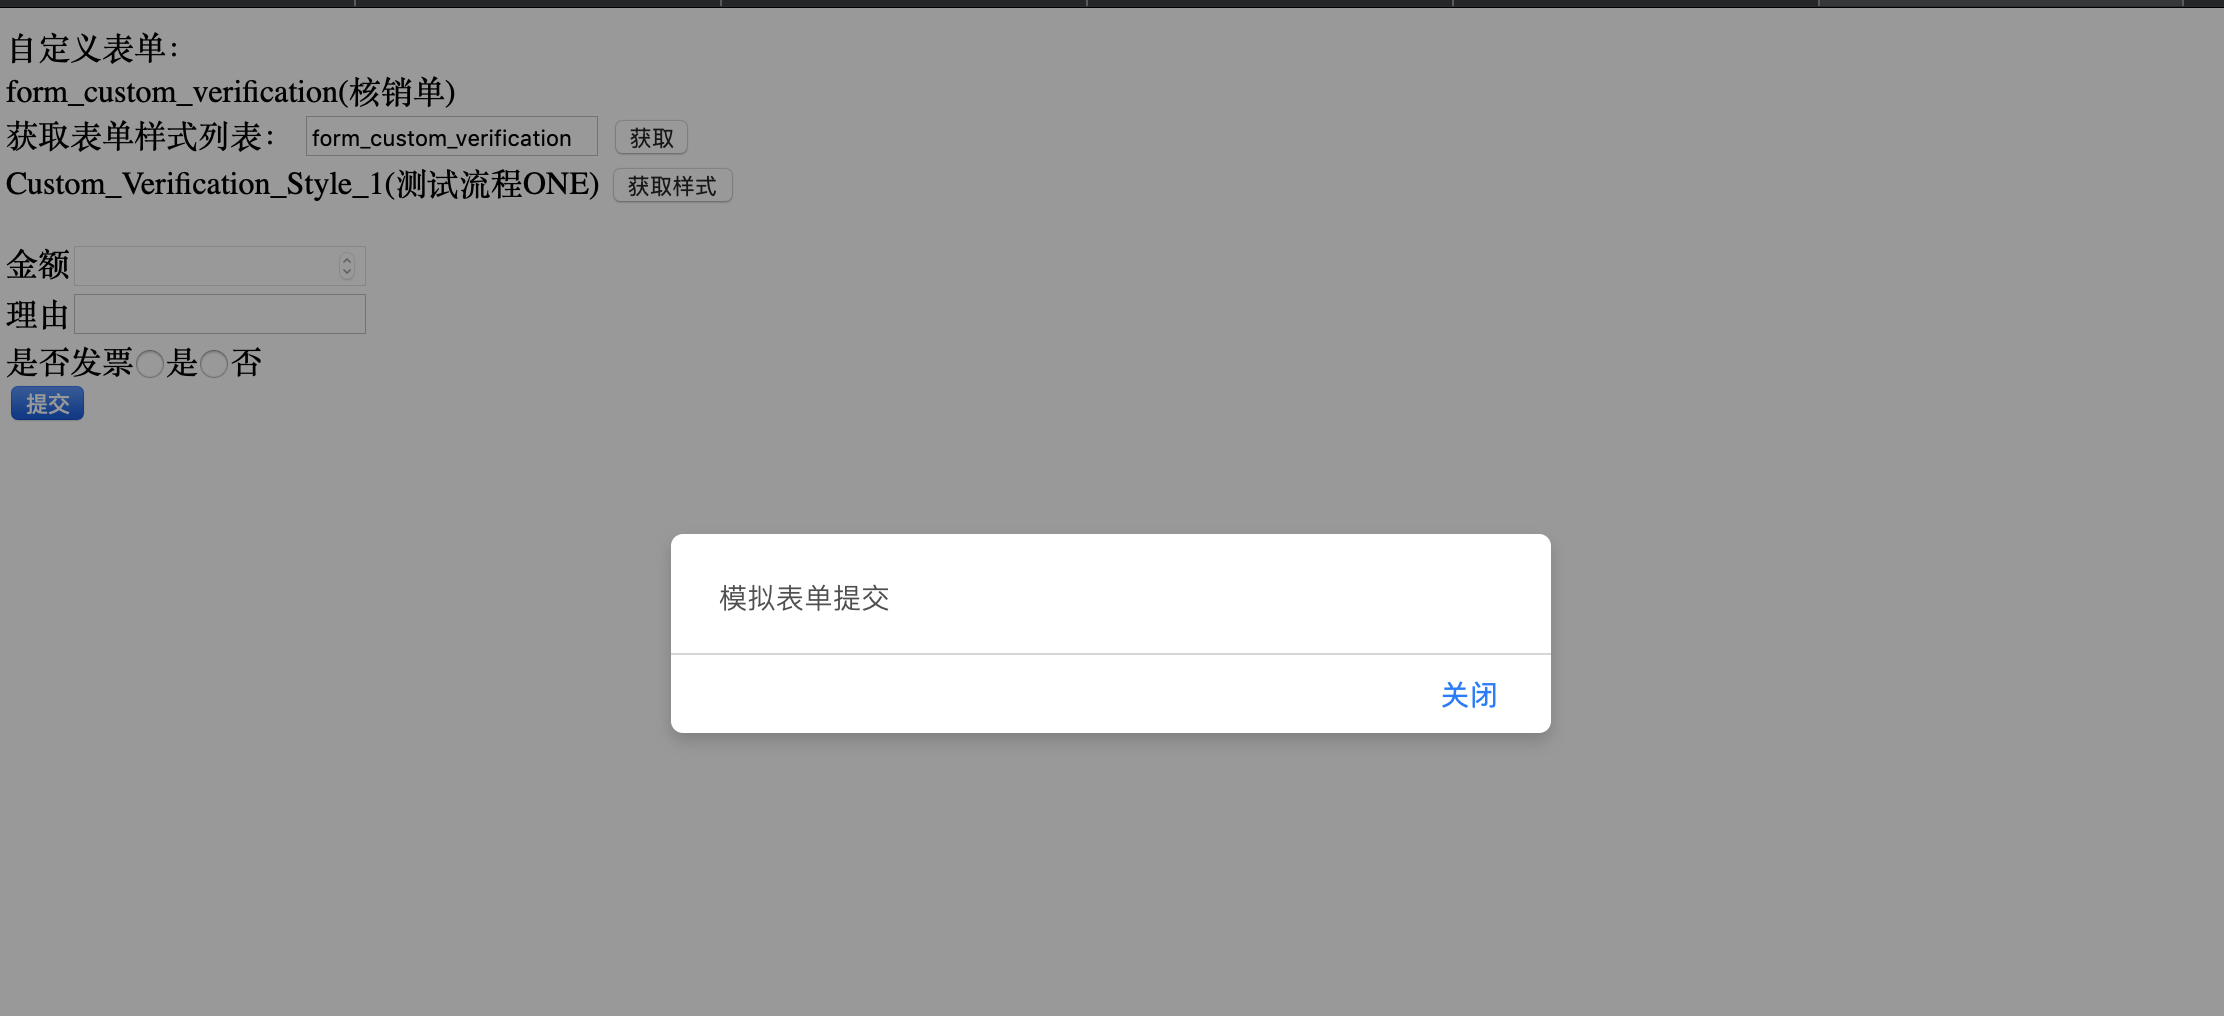 自定义表单：
form_custom_verification(核销单)
获取表单样式列表： form_custom_verification 获取
Custom_Verification_Style_1(测试流程ONE) 获取样式
金额
理由
是否发票 是 否
提交
模拟表单提交
关闭